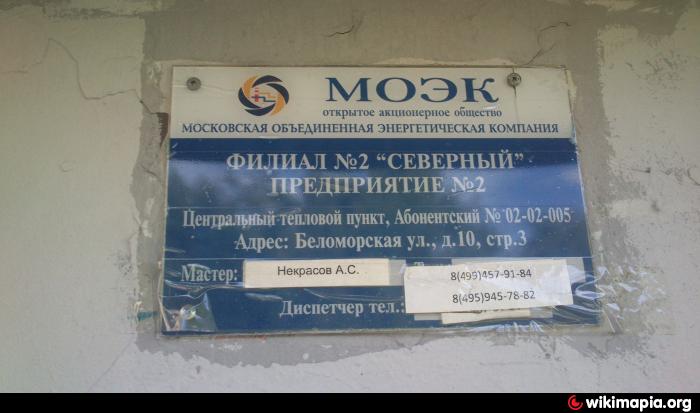 МОЭК
открытое акционерное общество
МОСКОВСКАЯ ОБЪЕДИНЕННАЯ ЭНЕРГЕТИЧЕСКАЯ КОМПАНИЯ
ФИЛИАЛ №2 "СЕВЕРНЫЙ"
ПРЕДПРИЯТИЕ №2
Центральный тепловой пункт, Абонентский № 02-02-005
Адрес: Беломорская ул., д.10, стр.3
Мастер: Некрасов А.С. 8(499)457-91-84
8(495)945-78-82
Диспетчер тел.:
wikimapia.org